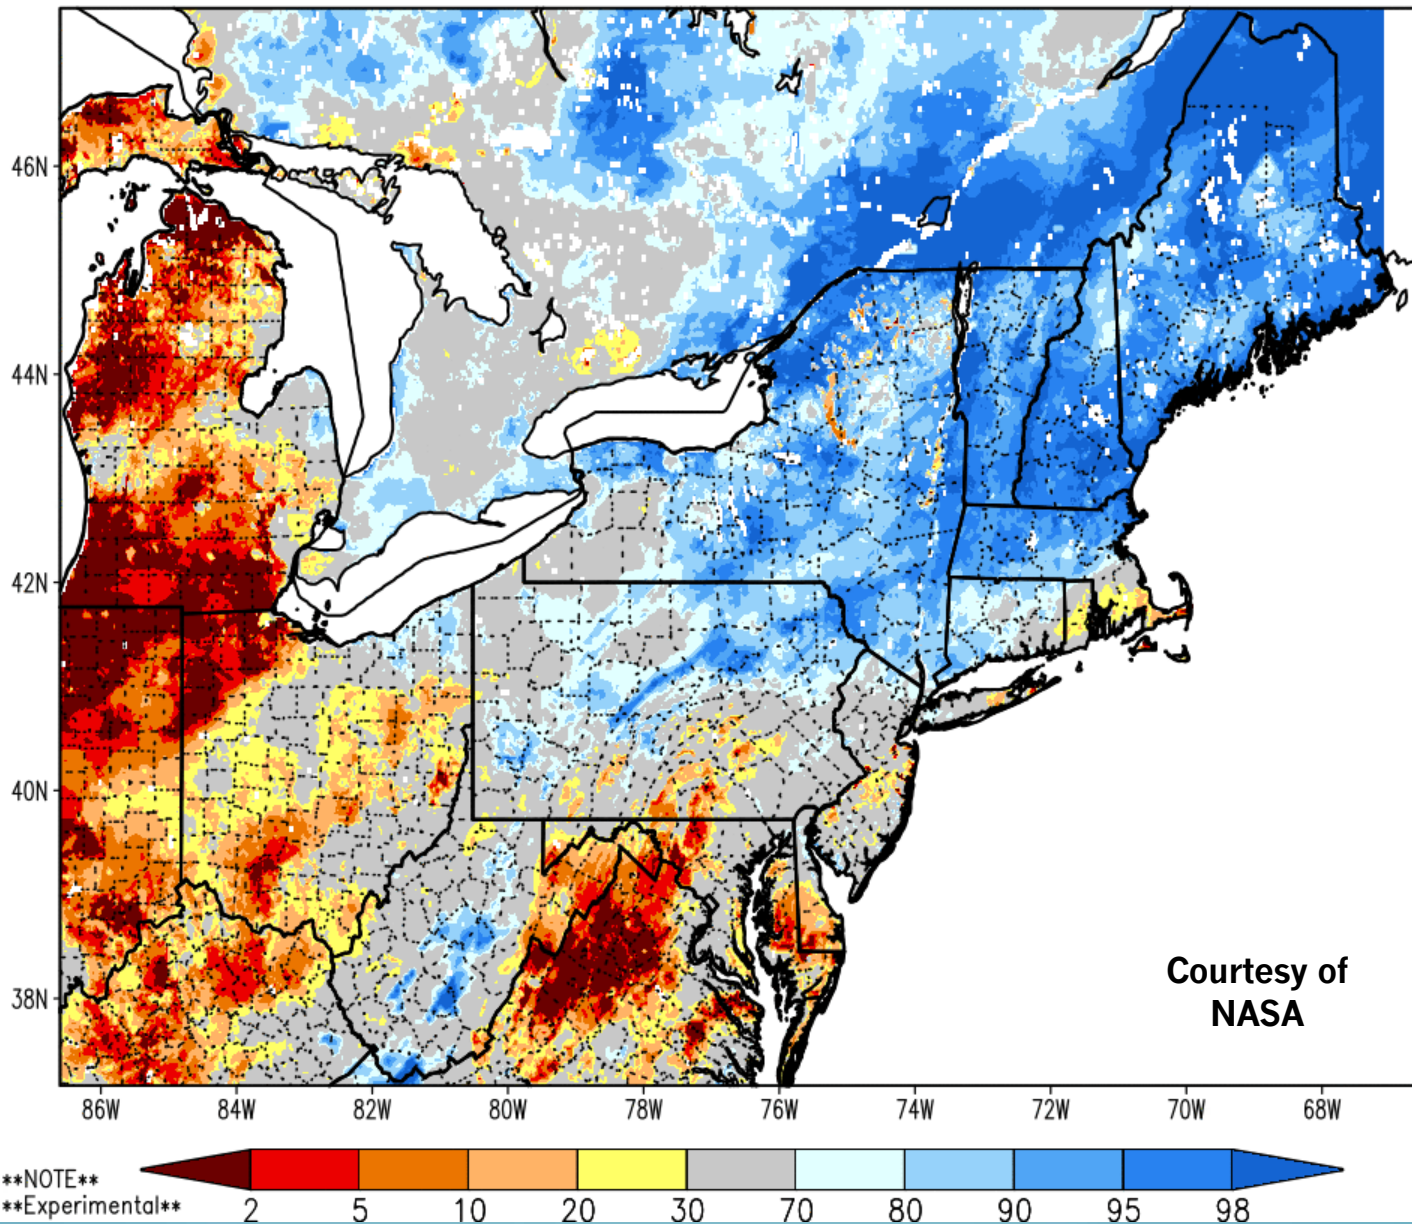 46N
44N
42N
40N
38N
Courtesy of
NASA
86W 84W 82W 80W 78W 76W 74W 72W 70W 68W
**NOTE**
**Experimental** 2 5 10 20 30 70 80 90 95 98